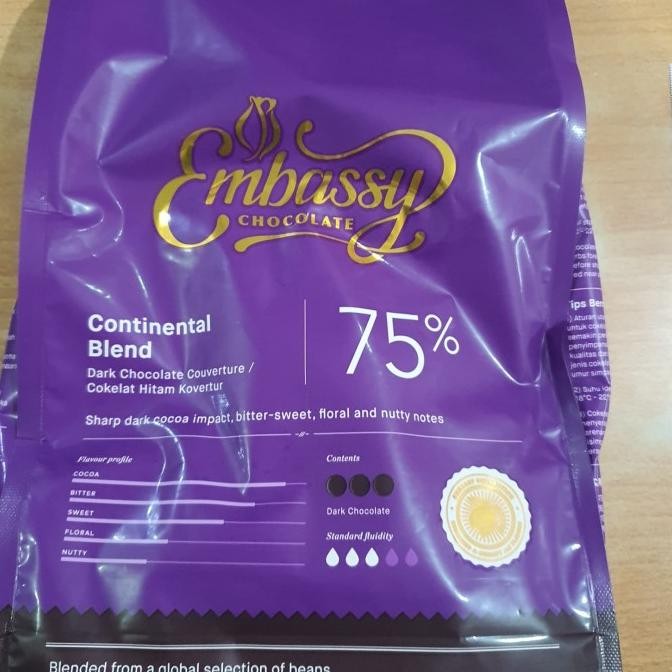 Embassy
CHOCOLATE
Continental
Blend
Dark Chocolate Couverture /
Cokelat Hitam Kovertur
75%
Sharp dark cocoa impact, bitter-sweet, floral and nutty notes
Flavour profile
COCOA
BITTER
SWEET
FLORAL
NUTTY
Contents
Dark Chocolate
Standard fluidity
Blended from a global selection of beans